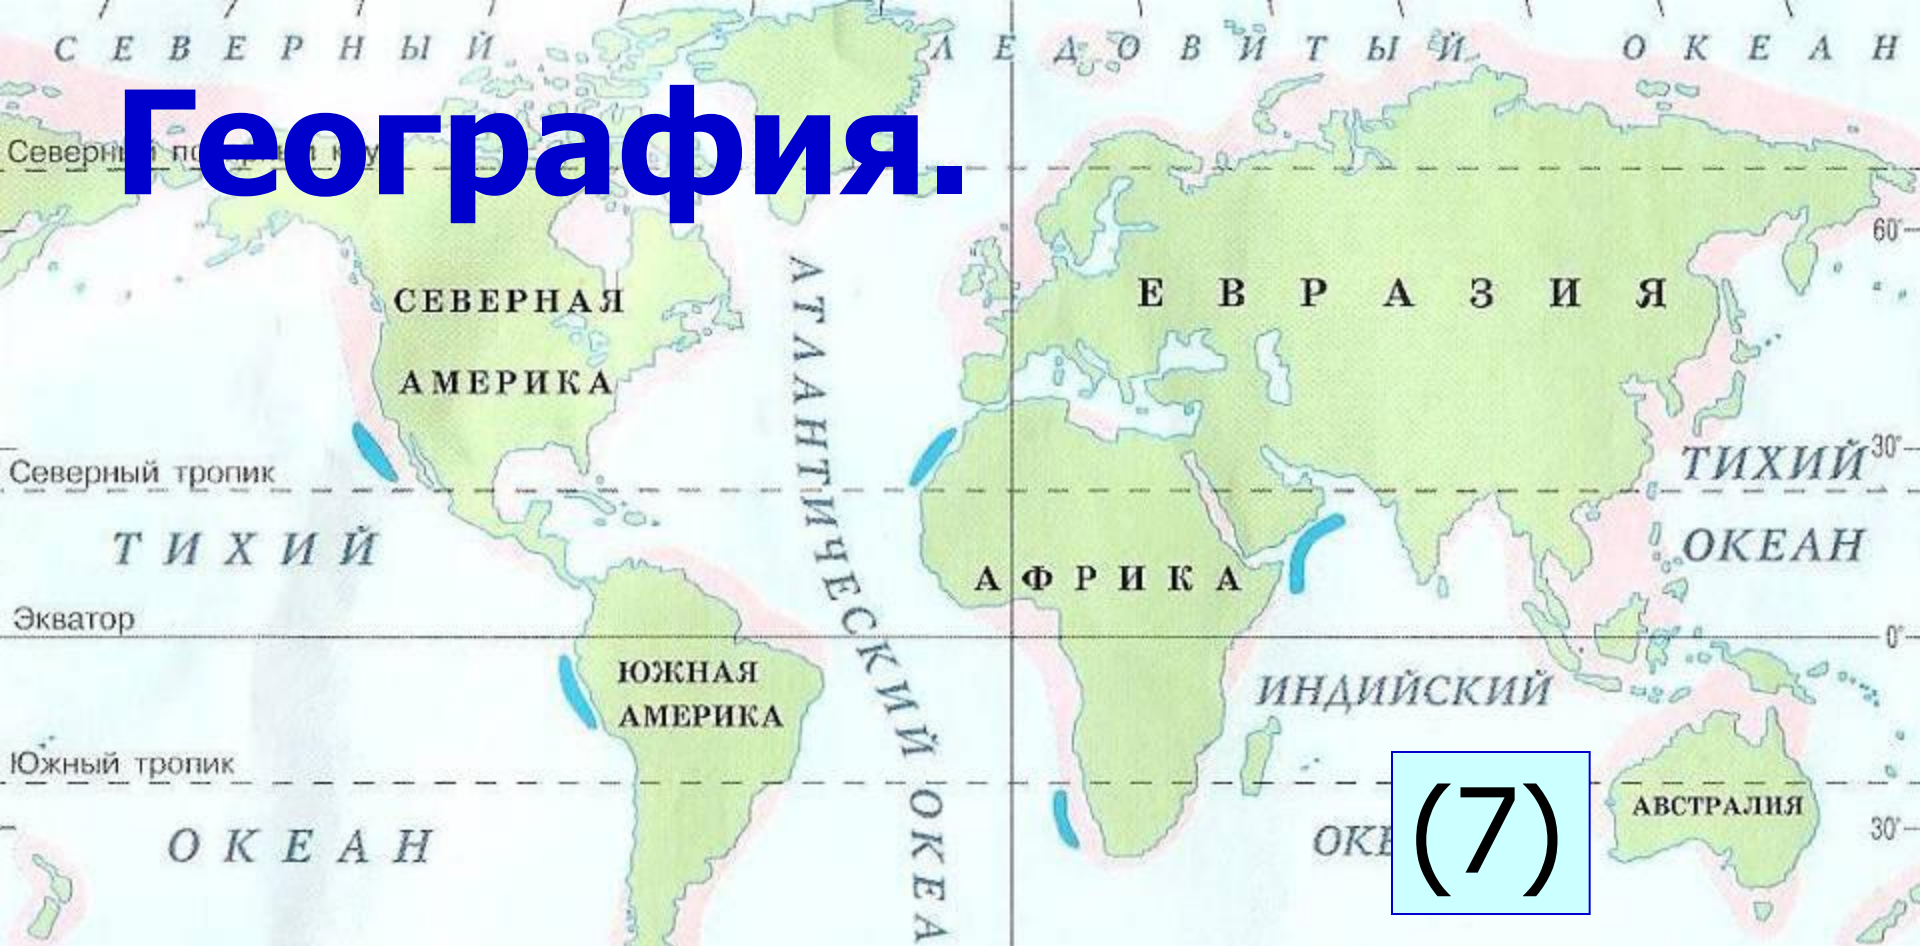 СЕВЕРНЫЙ ЛЕДОВИТЫЙ ОКЕАН
География.
Северный
60°
СЕВЕРНАЯ
АМЕРИКА
ЕВРАЗИЯ
АТЛАНТИЧЕСКИЙ ОКЕА
30°
ТИХИЙ
ОКЕАН
Северный тропик
ТИХИЙ
АФРИКА
Экватор
0°
ЮЖНАЯ
АМЕРИКА
ИНДИЙСКИЙ
Южный тропик
ОКЕ
(7)
АВСТРАЛИЯ
30°
ОКЕАН